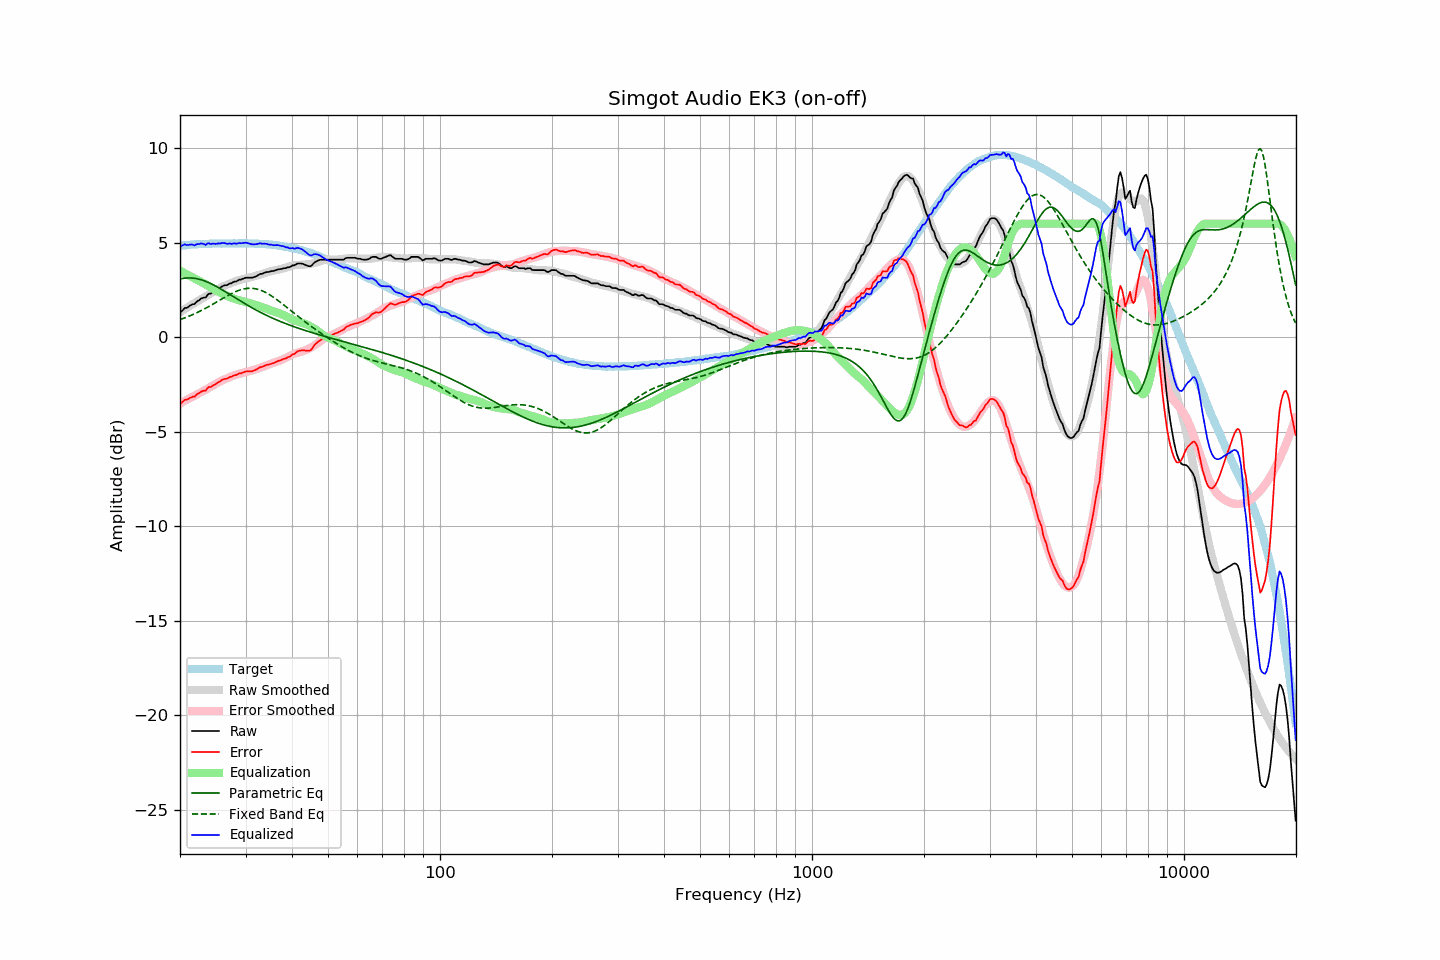 Simgot Audio EK3 (on-off)
10
5
0
−5
−10
−15
−20
−25
Amplitude (dBr)
Target
Raw Smoothed
Error Smoothed
Raw
Error
Equalization
Parametric Eq
Fixed Band Eq
Equalized
100
1000
10000
Frequency (Hz)